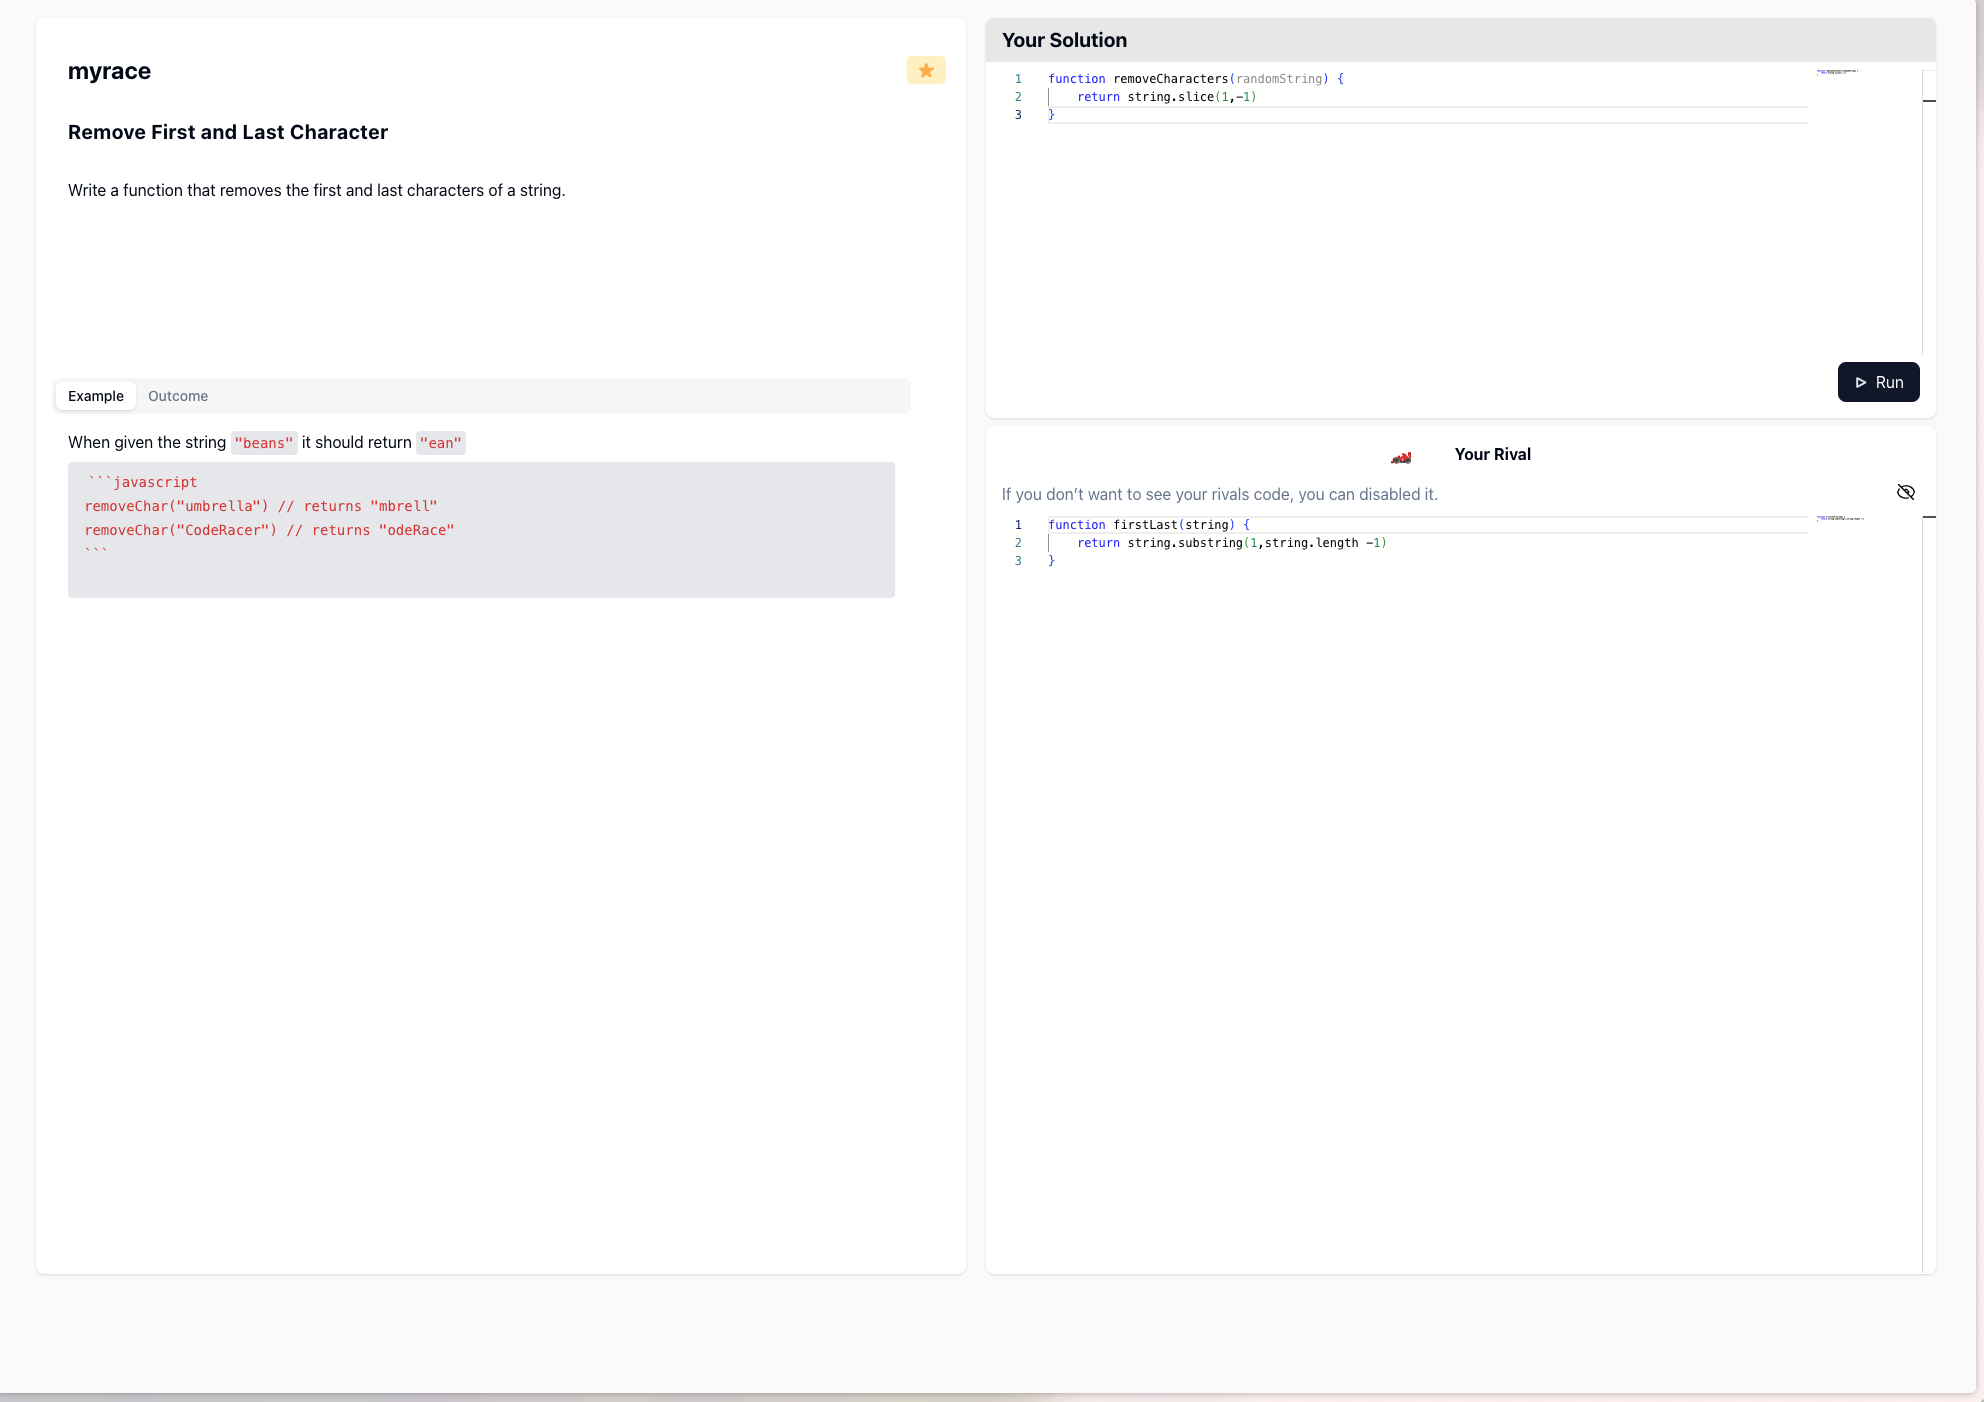 myrace
Remove First and Last Character
Write a function that removes the first and last characters of a string.
Example Outcome
When given the string "beans" it should return "ean"
```javascript
removeChar("umbrella") // returns "mbrell"
removeChar("CodeRacer") // returns "odeRace"
```
Your Solution
1 function removeCharacters(randomString) {
2     return string.slice(1,-1)
3 }
Run
Your Rival
If you don't want to see your rivals code, you can disabled it.
1 function firstLast(string) {
2     return string.substring(1,string.length -1)
3 }